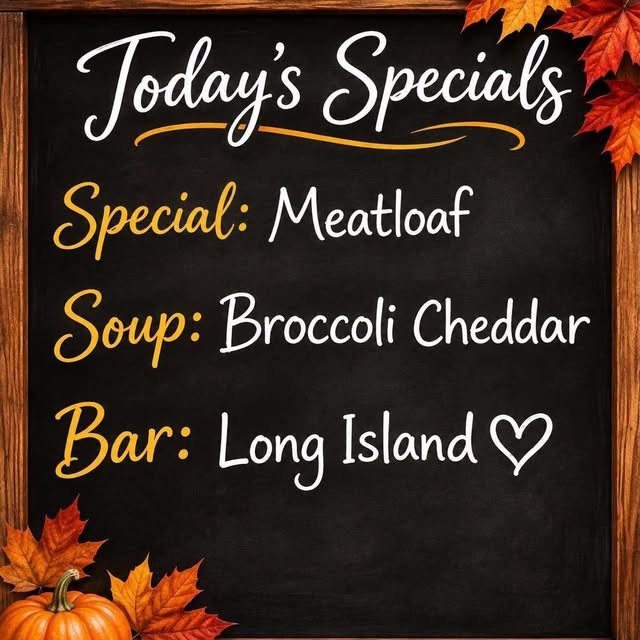 Today's Specials
Special: Meatloaf
Soup: Broccoli Cheddar
Bar: Long Island ♡